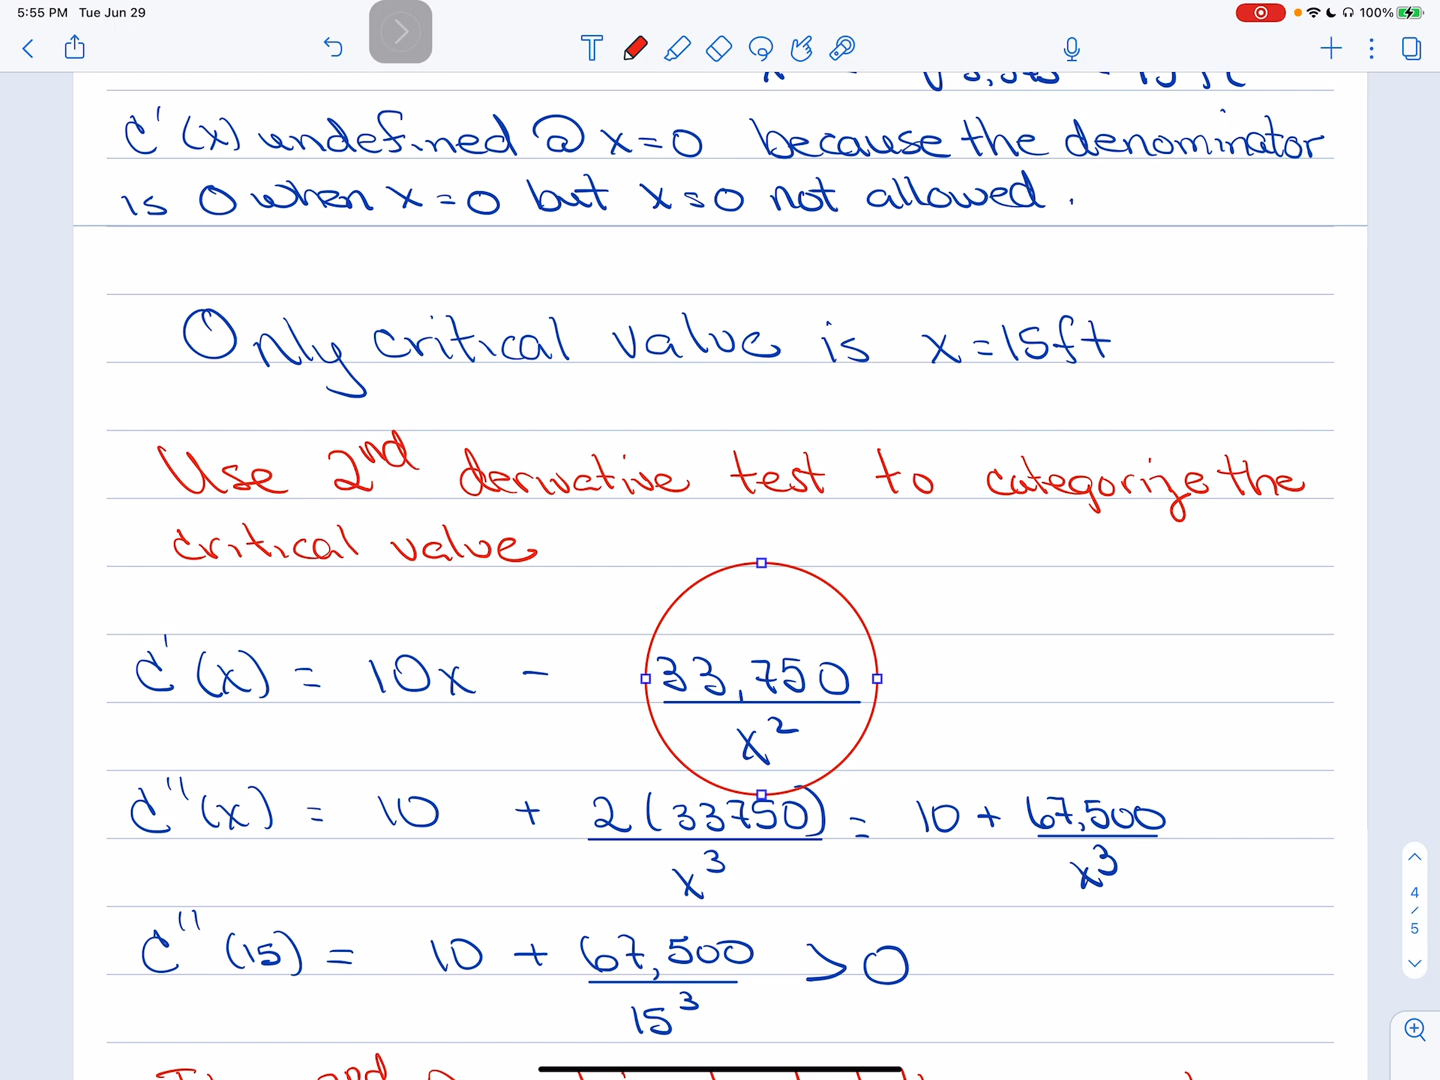 5:55 PM Tue Jun 29
100%
C'(x) undefined @ x=0 because the denominator
is 0 when x=0 but x=0 not allowed.
Only critical value is x=15ft
Use 2nd derivative test to categorize the
critical value
C'(x) = 10x - 33,750/x²
C''(x) = 10 + 2(33750)/x³ = 10 + 67,500/x³
C''(15) = 10 + 67,500/15³ > 0
4/5